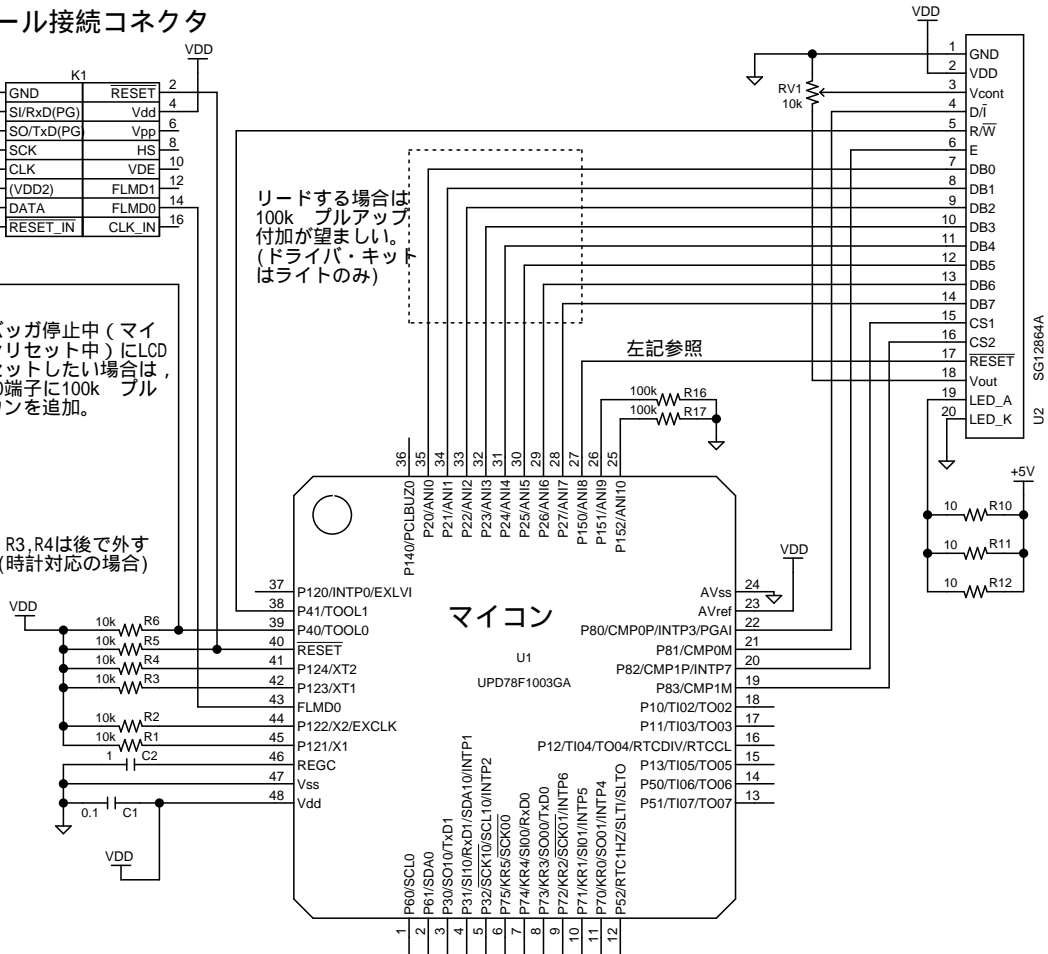 ール接続コネクタ
VDD
K1
GND
SI/RxD(PG)
SO/TxD(PG)
SCK
CLK
(VDD2)
DATA
RESET_IN
RESET 2
Vdd 4
Vpp 6
HS 8
VDE 10
FLMD1 12
FLMD0 14
CLK_IN 16
リードする場合は
100k プルアップ
付加が望ましい。
(ドライバ・キット
はライトのみ)
VDD
RV1
10k
1 GND
2 VDD
3 Vcont
4 D/I
5 R/W
6 E
7 DB0
8 DB1
9 DB2
10 DB3
11 DB4
12 DB5
13 DB6
14 DB7
15 CS1
16 CS2
17 RESET
18 Vout
19 LED_A
20 LED_K
SG12864A
U2
バッガ停止中(マイ
リセット中)にLCD
セットしたい場合は,
0端子に100k プル
ンを追加。
左記参照
100k R16
100k R17
+5V
10 R10
10 R11
10 R12
R3,R4は後で外す
(時計対応の場合)
36 P140/PCLBUZ0
35 P20/ANI0
34 P21/ANI1
33 P22/ANI2
32 P23/ANI3
31 P24/ANI4
30 P25/ANI5
29 P26/ANI6
28 P27/ANI7
27 P150/ANI8
26 P151/ANI9
25 P152/ANI10
VDD
10k R6
10k R5
10k R4
10k R3
10k R2
10k R1
1 C2
0.1 C1
VDD
37 P120/INTP0/EXLVI
38 P41/TOOL1
39 P40/TOOL0
40 RESET
41 P124/XT2
42 P123/XT1
43 FLMD0
44 P122/X2/EXCLK
45 P121/X1
46 REGC
47 Vss
48 Vdd
マイコン
U1
UPD78F1003GA
VDD
AVss 24
AVref 23
P80/CMP0P/INTP3/PGAI 22
P81/CMP0M 21
P82/CMP1P/INTP7 20
P83/CMP1M 19
P10/TI02/TO02 18
P11/TI03/TO03 17
P12/TI04/TO04/RTCDIV/RTCCL 16
P13/TI05/TO05 15
P50/TI06/TO06 14
P51/TI07/TO07 13
1 P60/SCL0
2 P61/SDA0
3 P30/SO10/TxD1
4 P31/SI10/RxD1/SDA10/INTP1
5 P32/SCK10/SCL10/INTP2
6 P75/KR5/SCK00
7 P74/KR4/SI00/RxD0
8 P73/KR3/SO00/TxD0
9 P72/KR2/SCK01/INTP6
10 P71/KR1/SI01/INTP5
11 P70/KR0/SO01/INTP4
12 P52/RTC1HZ/SLTI/SLTO